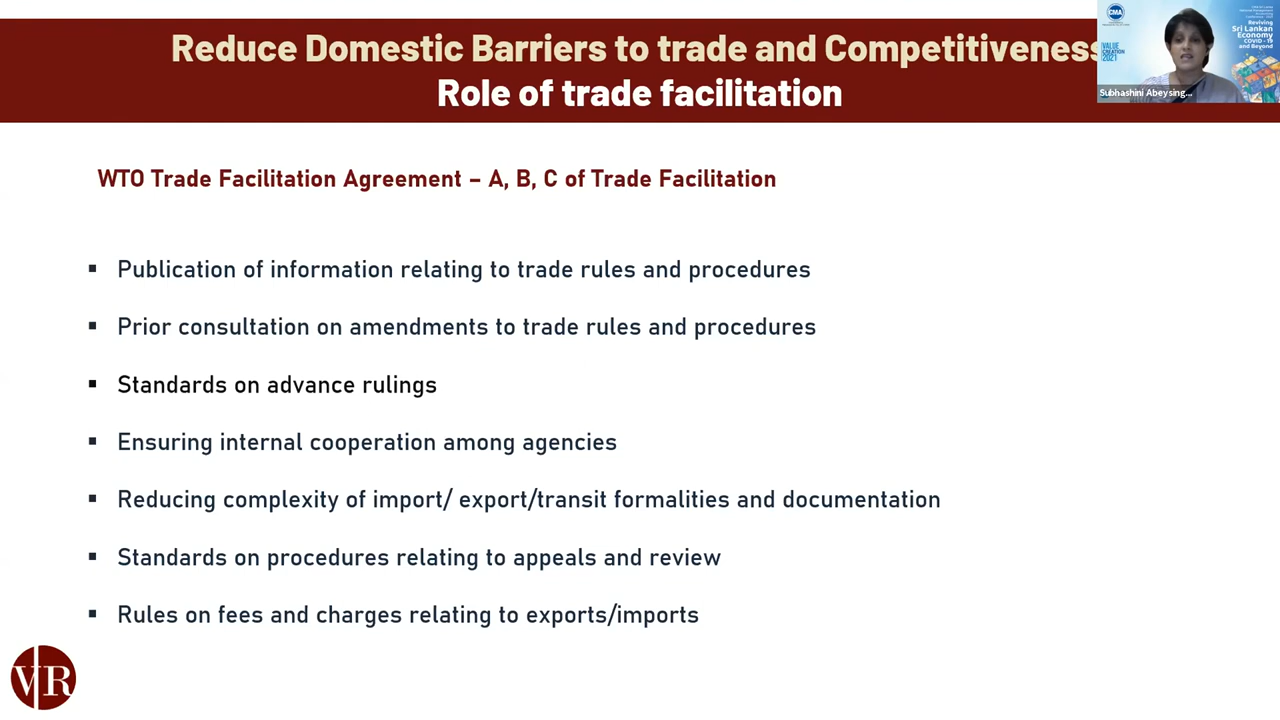 Reduce Domestic Barriers to trade and Competitiveness
Role of trade facilitation
CMA
VALUE
CREATION
2021
Reviving
Sri Lankan
Economy
COVID -19
and Beyond
Subhashini Abeysing...
WTO Trade Facilitation Agreement – A, B, C of Trade Facilitation
▪ Publication of information relating to trade rules and procedures
▪ Prior consultation on amendments to trade rules and procedures
▪ Standards on advance rulings
▪ Ensuring internal cooperation among agencies
▪ Reducing complexity of import/ export/transit formalities and documentation
▪ Standards on procedures relating to appeals and review
▪ Rules on fees and charges relating to exports/imports
VR